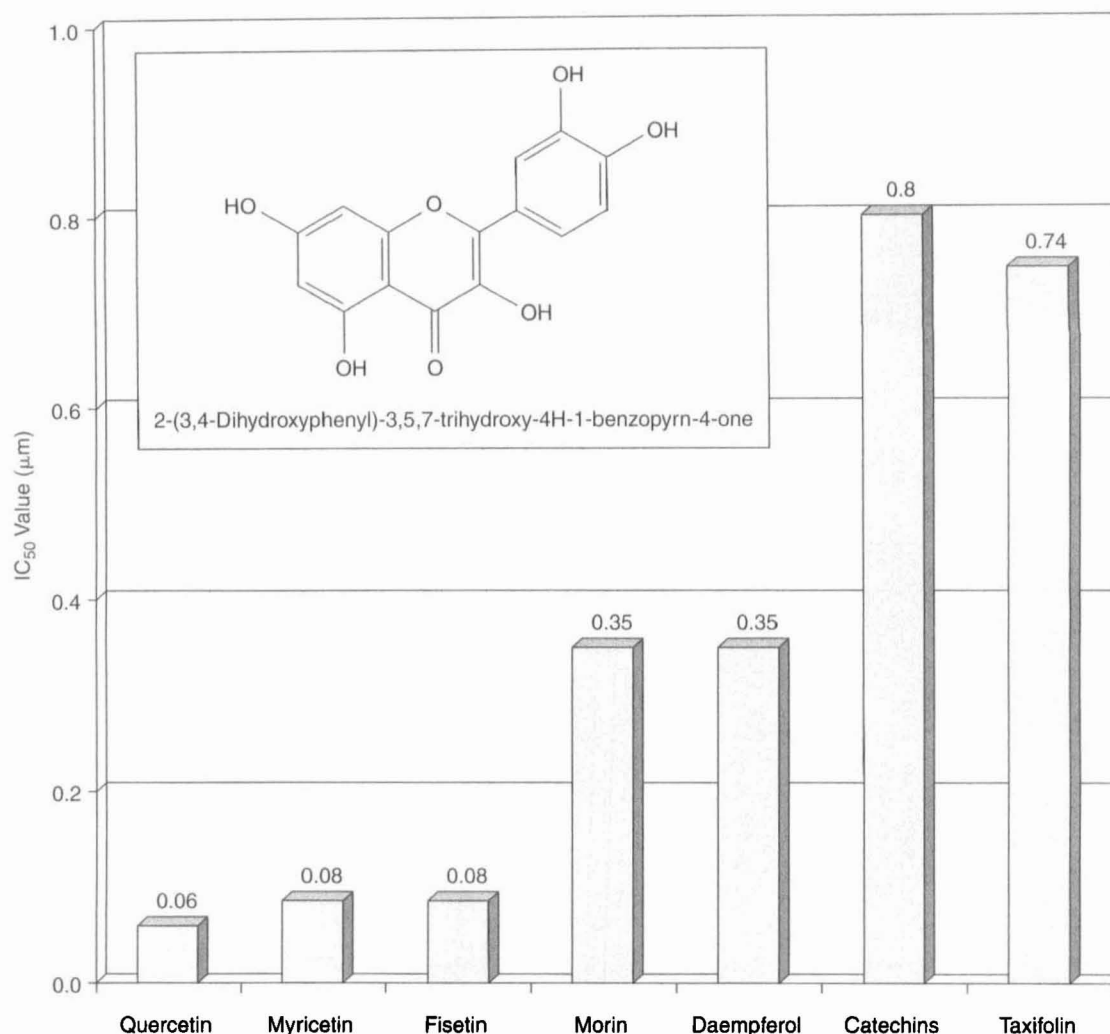 1.0
OH
OH
HO
O
OH
OH
O
2-(3,4-Dihydroxyphenyl)-3,5,7-trihydroxy-4H-1-benzopyrn-4-one
0.8
0.8
0.74
0.6
IC50 Value (μm)
0.4
0.35
0.35
0.2
0.06
0.08
0.08
0.0
Quercetin Myricetin Fisetin Morin Daempferol Catechins Taxifolin